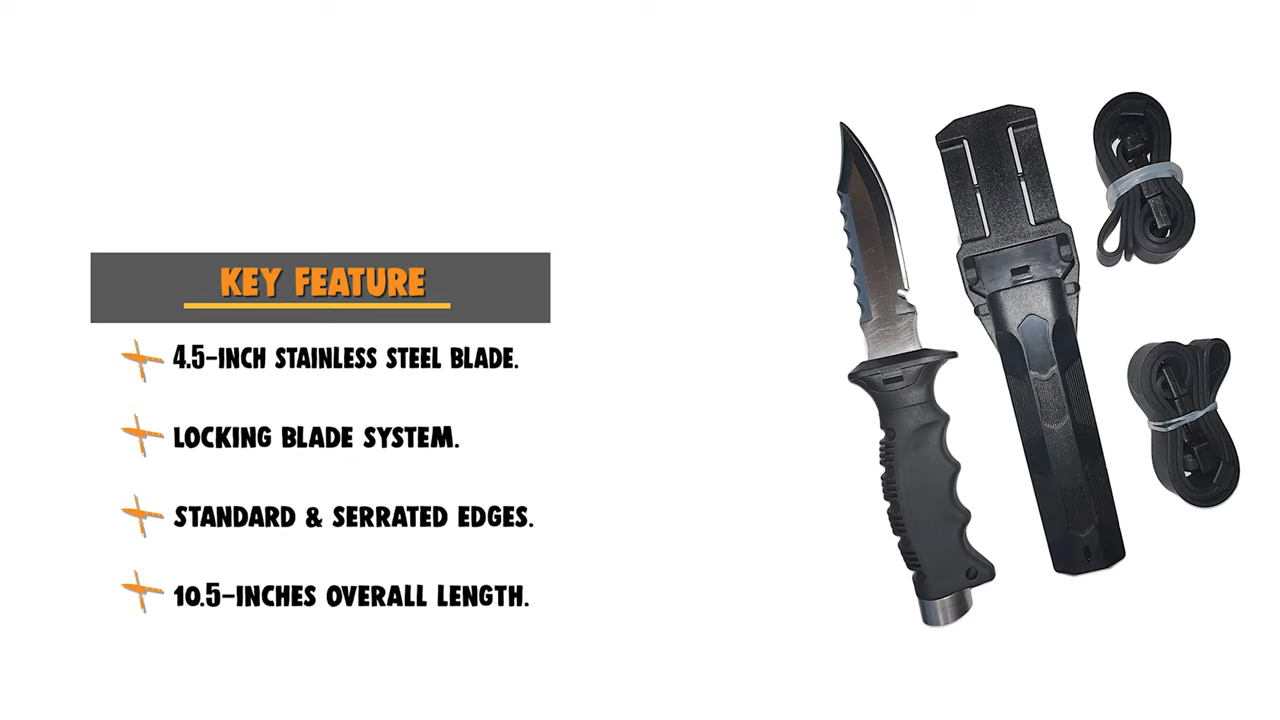 KEY FEATURE
4.5-INCH STAINLESS STEEL BLADE.
LOCKING BLADE SYSTEM.
STANDARD & SERRATED EDGES.
10.5-INCHES OVERALL LENGTH.